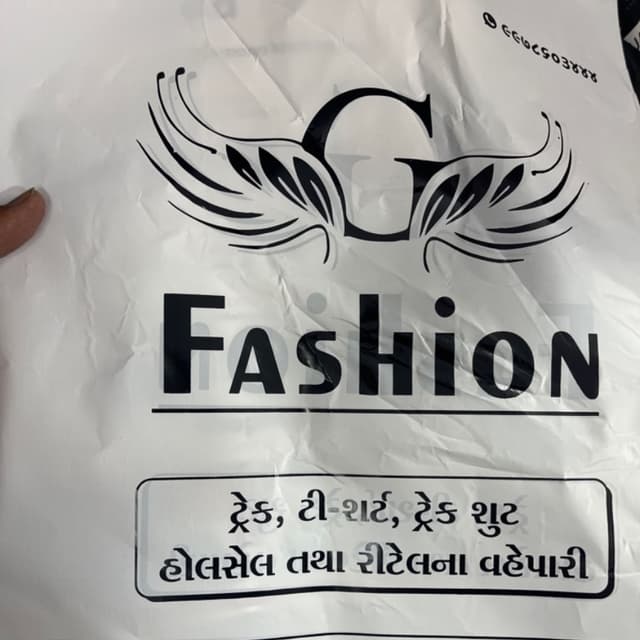 G
Fashion
ટ્રેક, ટી-શર્ટ, ટ્રેક શુટ
હોલસેલ તથા રીટેલના વહેપારી